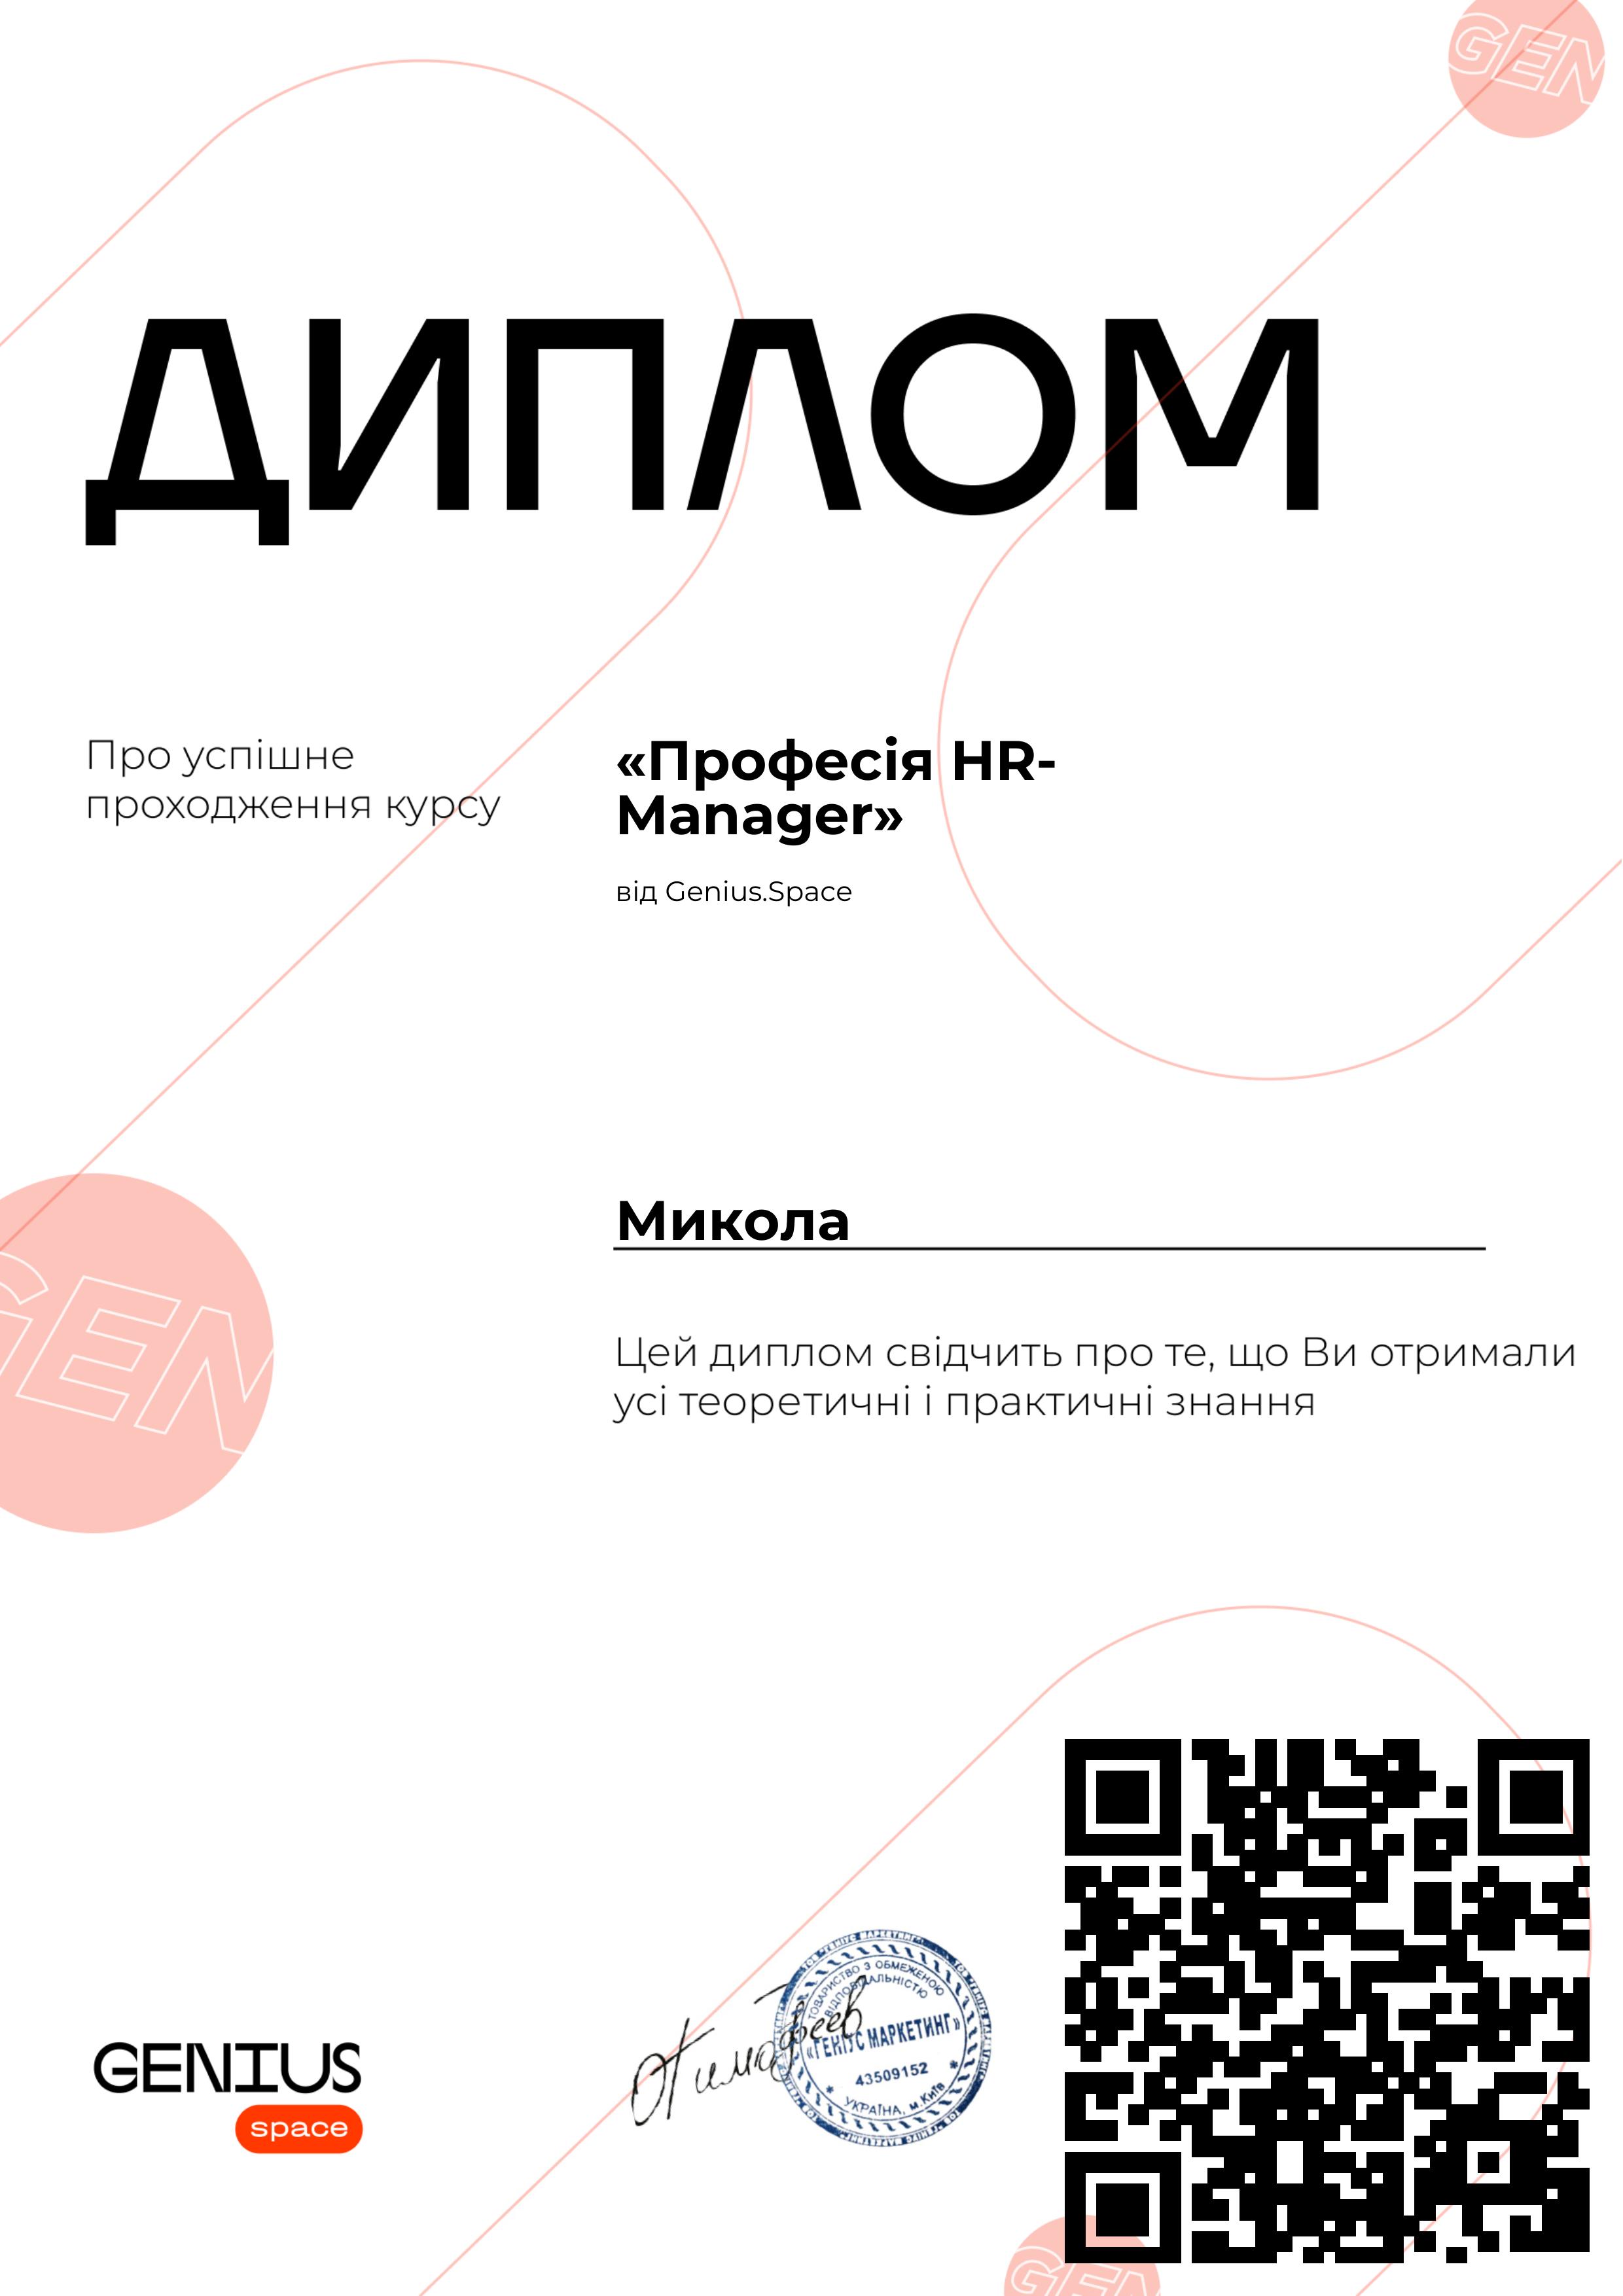 GEN
ДИПЛОМ
Про успішне
проходження курсу
«Професія HR-
Manager»
від Genius.Space
Микола
GEN
Цей диплом свідчить про те, що Ви отримали
усі теоретичні і практичні знання
GENIUS
space
Тимофеев
ТОВАРИСТВО З ОБМЕЖЕНОЮ
ВІДПОВІДАЛЬНІСТЮ
«ГЕНІУС МАРКЕТИНГ»
43509152
* УКРАЇНА, м.Київ *
GEN